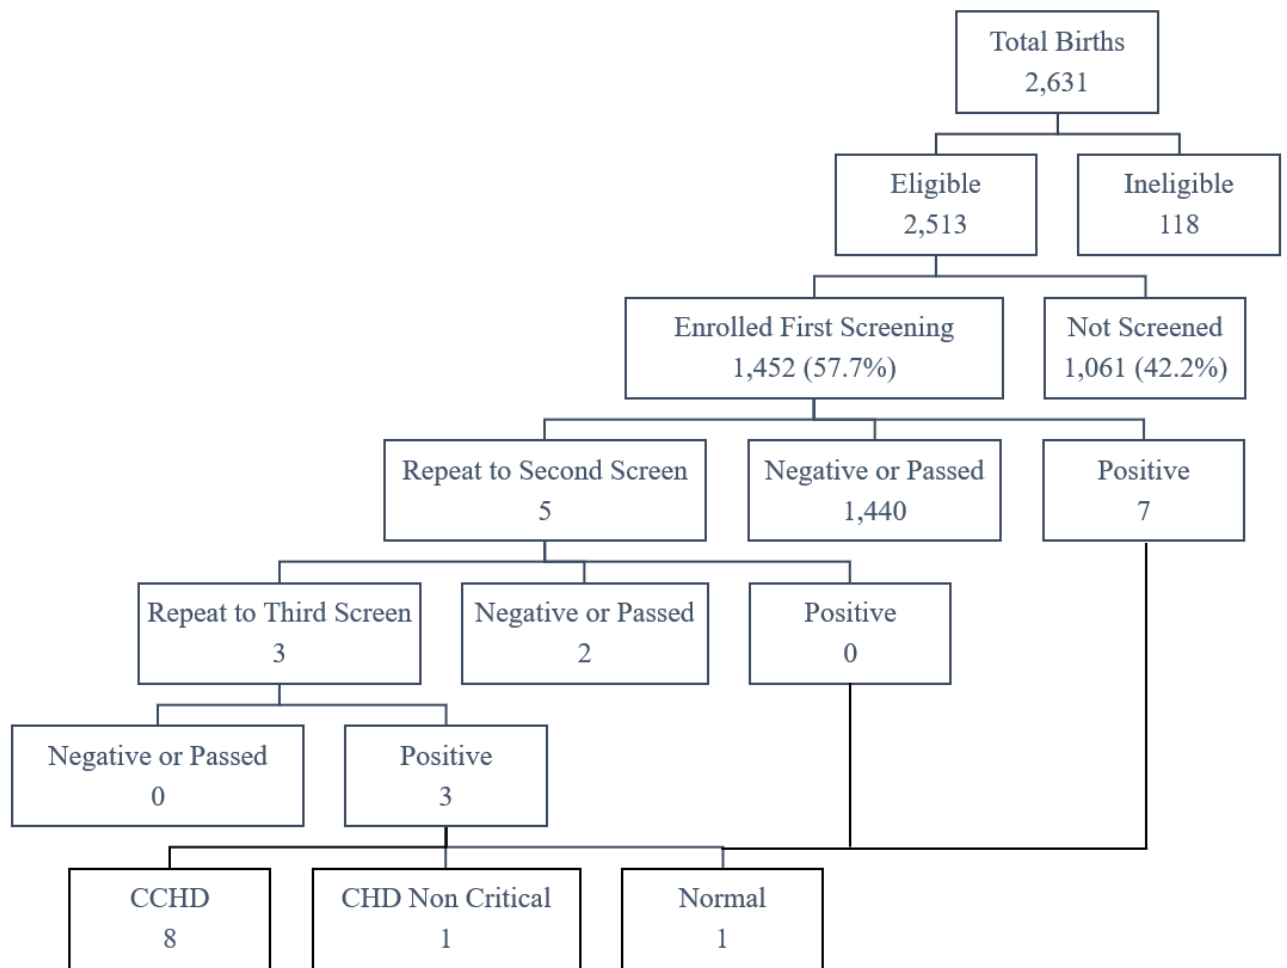 Total Births
2,631
Eligible
2,513
Ineligible
118
Enrolled First Screening
1,452 (57.7%)
Not Screened
1,061 (42.2%)
Repeat to Second Screen
5
Negative or Passed
1,440
Positive
7
Repeat to Third Screen
3
Negative or Passed
2
Positive
0
Negative or Passed
0
Positive
3
CCHD
8
CHD Non Critical
1
Normal
1